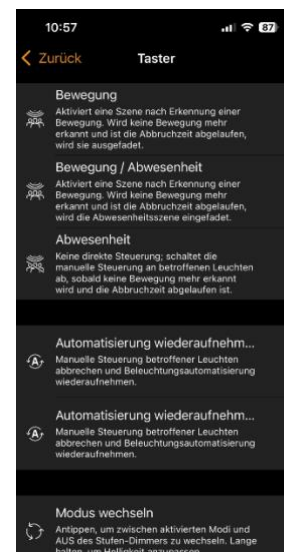 10:57
87
Zurück
Taster
Bewegung
Aktiviert eine Szene nach Erkennung einer
Bewegung. Wird keine Bewegung mehr
erkannt und ist die Abbruchzeit abgelaufen,
wird sie ausgefadet.
Bewegung / Abwesenheit
Aktiviert eine Szene nach Erkennung einer
Bewegung. Wird keine Bewegung mehr
erkannt und ist die Abbruchzeit abgelaufen,
wird die Abwesenheitsszene eingefadet.
Abwesenheit
Keine direkte Steuerung; schaltet die
manuelle Steuerung an betroffenen Leuchten
ab, sobald keine Bewegung mehr erkannt
wird und die Abbruchzeit abgelaufen ist.
Automatisierung wiederaufnehm...
Manuelle Steuerung betroffener Leuchten
abbrechen und Beleuchtungsautomatisierung
wiederaufnehmen.
Automatisierung wiederaufnehm...
Manuelle Steuerung betroffener Leuchten
abbrechen und Beleuchtungsautomatisierung
wiederaufnehmen.
Modus wechseln
Antippen, um zwischen aktivierten Modi und
AUS des Stufen-Dimmers zu wechseln. Lange
halten, um Helligkeit anzupassen.